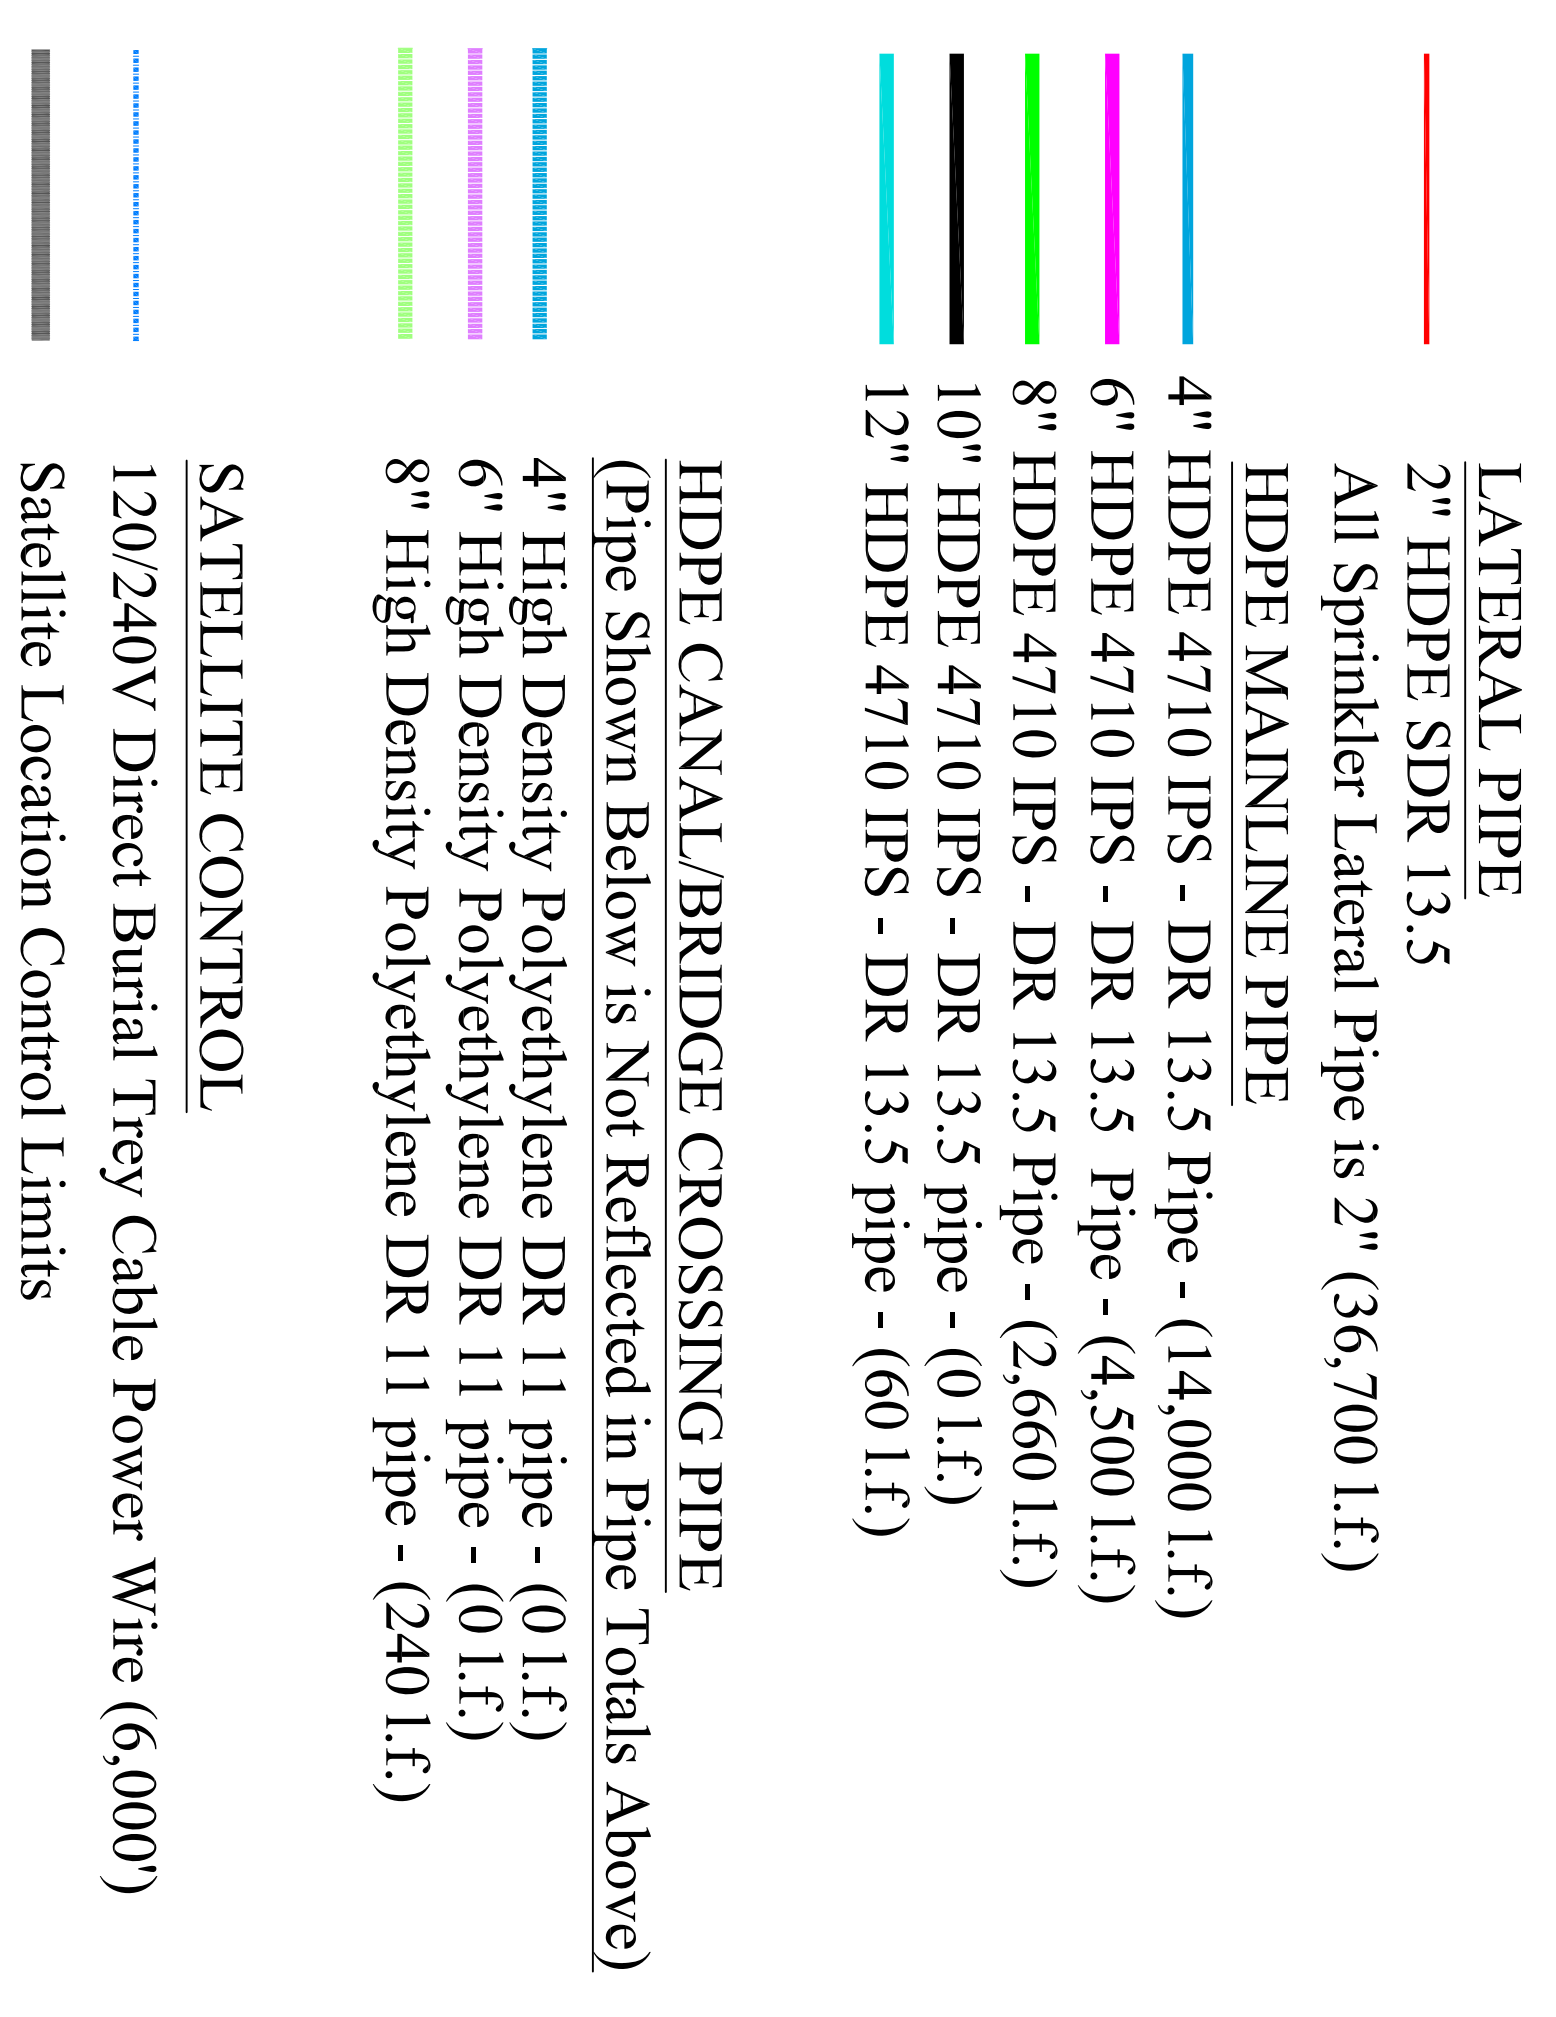 LATERAL PIPE
2" HDPE SDR 13.5
All Sprinkler Lateral Pipe is 2" (36,700 l.f.)
HDPE MAINLINE PIPE
4" HDPE 4710 IPS - DR 13.5 Pipe - (14,000 l.f.)
6" HDPE 4710 IPS - DR 13.5 Pipe - (4,500 l.f.)
8" HDPE 4710 IPS - DR 13.5 Pipe - (2,660 l.f.)
10" HDPE 4710 IPS - DR 13.5 pipe - (0 l.f.)
12" HDPE 4710 IPS - DR 13.5 pipe - (60 l.f.)
HDPE CANAL/BRIDGE CROSSING PIPE
(Pipe Shown Below is Not Reflected in Pipe Totals Above)
4" High Density Polyethylene DR 11 pipe - (0 l.f.)
6" High Density Polyethylene DR 11 pipe - (0 l.f.)
8" High Density Polyethylene DR 11 pipe - (240 l.f.)
SATELLITE CONTROL
120/240V Direct Burial Trey Cable Power Wire (6,000')
Satellite Location Control Limits